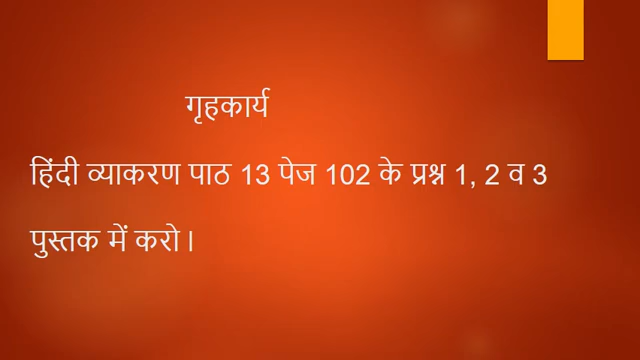 गृहकार्य
हिंदी व्याकरण पाठ 13 पेज 102 के प्रश्न 1, 2 व 3
पुस्तक में करो ।